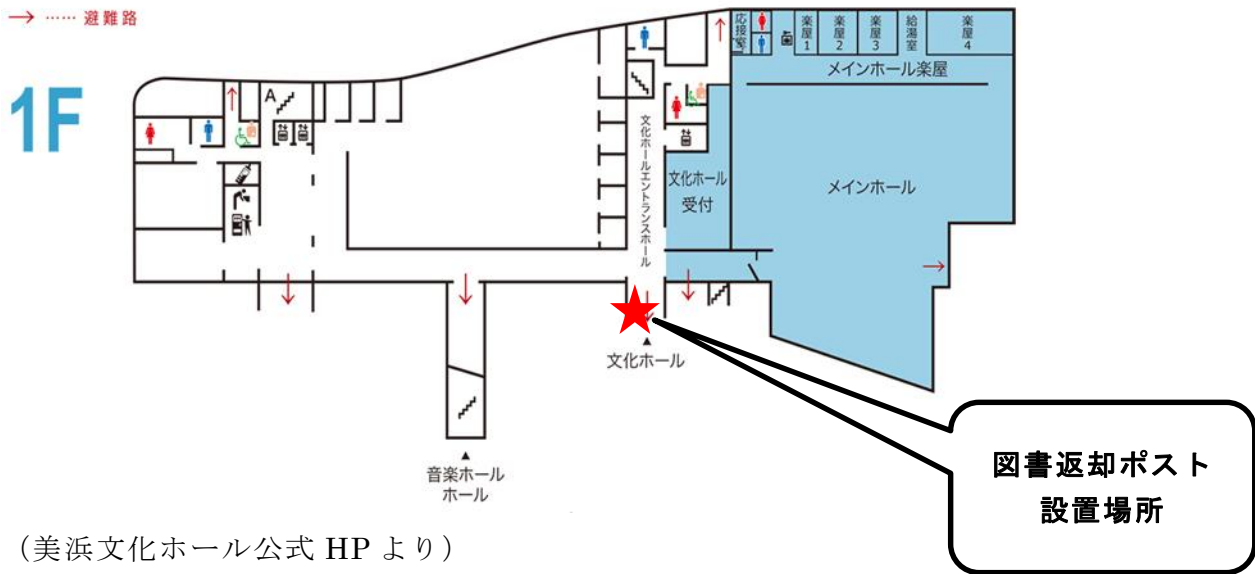 → …… 避難路
1F
A
応接室
楽屋1
楽屋2
楽屋3
給湯室
楽屋4
メインホール楽屋
文化ホールエントランスホール
文化ホール
受付
メインホール
▲
文化ホール
▲
音楽ホール
ホール
図書返却ポスト
設置場所
（美浜文化ホール公式 HP より）